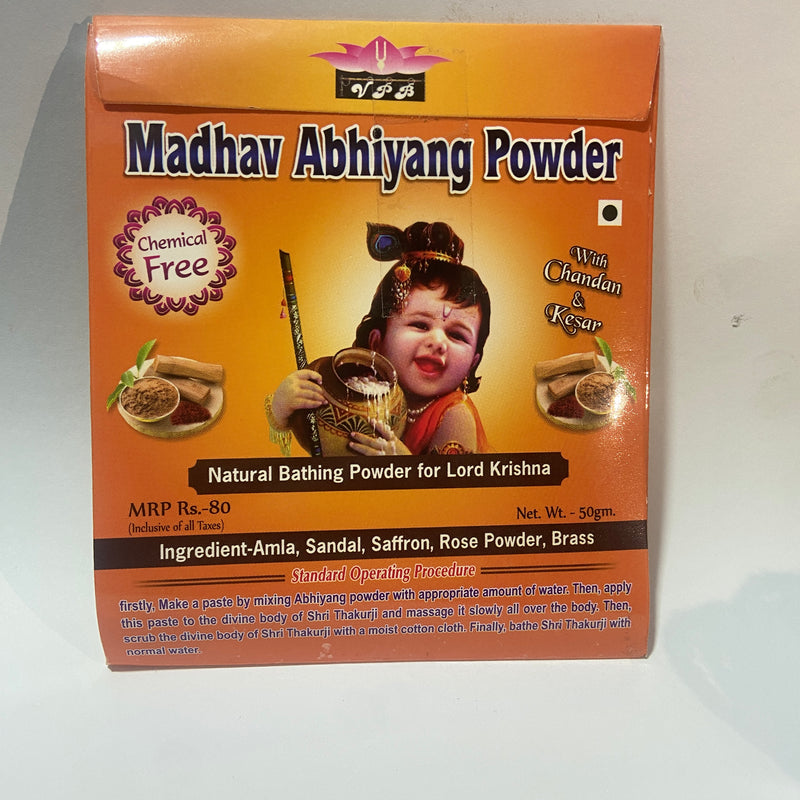 VPB
Madhav Abhiyang Powder
Chemical
Free
With
Chandan
&
Kesar
Natural Bathing Powder for Lord Krishna
MRP Rs.-80
(Inclusive of all Taxes)
Net. Wt. - 50gm.
Ingredient-Amla, Sandal, Saffron, Rose Powder, Brass
Standard Operating Procedure
firstly, Make a paste by mixing Abhiyang powder with appropriate amount of water. Then, apply
this paste to the divine body of Shri Thakurji and massage it slowly all over the body. Then,
scrub the divine body of Shri Thakurji with a moist cotton cloth. Finally, bathe Shri Thakurji with
normal water.